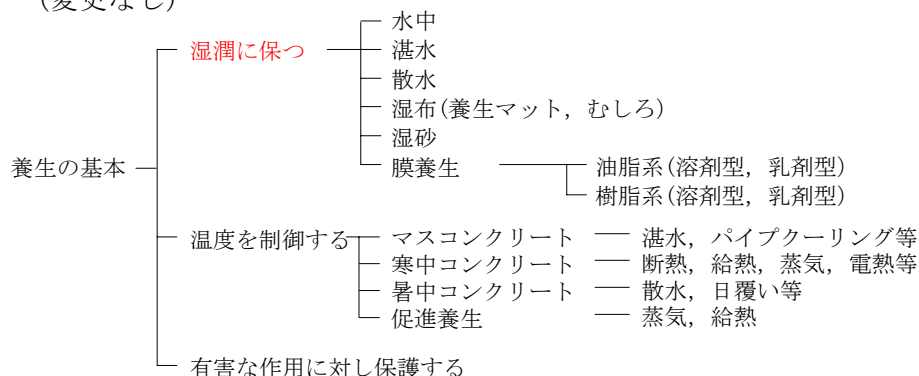 (変更なし)
水中
湿潤に保つ
湛水
散水
湿布(養生マット，むしろ)
湿砂
養生の基本
膜養生
油脂系(溶剤型，乳剤型)
樹脂系(溶剤型，乳剤型)
温度を制御する
マスコンクリート
湛水，パイプクーリング等
寒中コンクリート
断熱，給熱，蒸気，電熱等
暑中コンクリート
散水，日覆い等
促進養生
蒸気，給熱
有害な作用に対し保護する